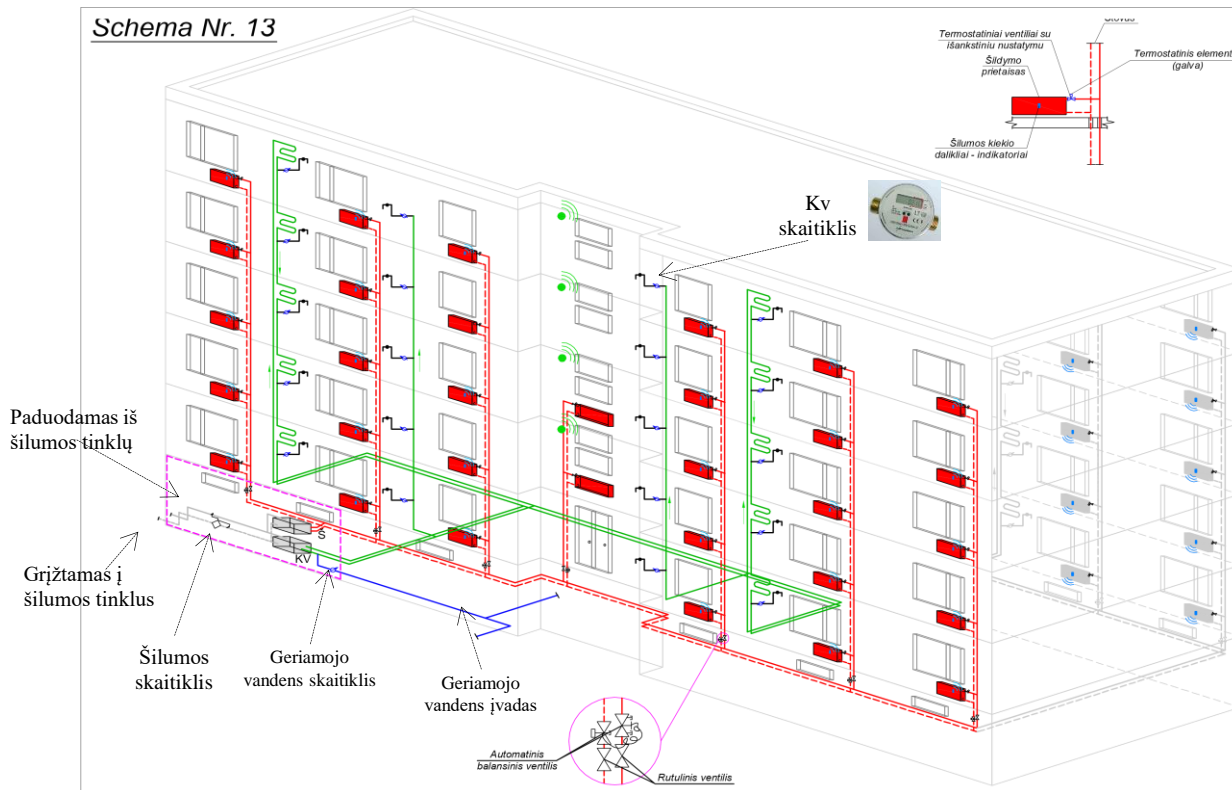 Schema Nr. 13
Stovas
Termostatiniai ventiliai su
išankstiniu nustatymu
Šildymo
prietaisas
Termostatinis element
(galva)
Šilumos kiekio
dalikliai - indikatoriai
Kv
skaitiklis
Paduodamas iš
šilumos tinklų
Š
KV
Grįžtamas į
šilumos tinklus
Šilumos
skaitiklis
Geriamojo
vandens skaitiklis
Geriamojo
vandens įvadas
Automatinis
balansinis ventilis
Rutulinis ventilis